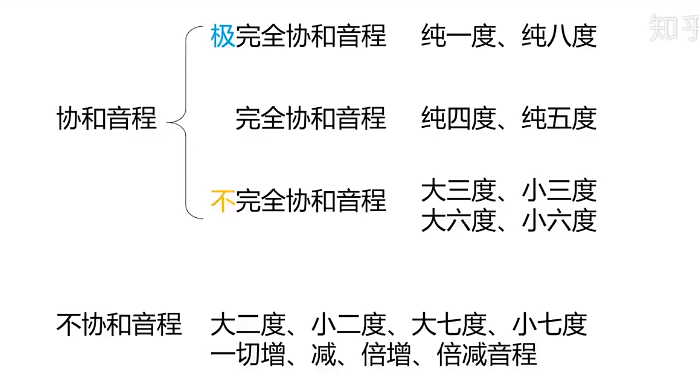 知乎
极完全协和音程 纯一度、纯八度
协和音程 完全协和音程 纯四度、纯五度
不完全协和音程 大三度、小三度
大六度、小六度
不协和音程 大二度、小二度、大七度、小七度
一切增、减、倍增、倍减音程